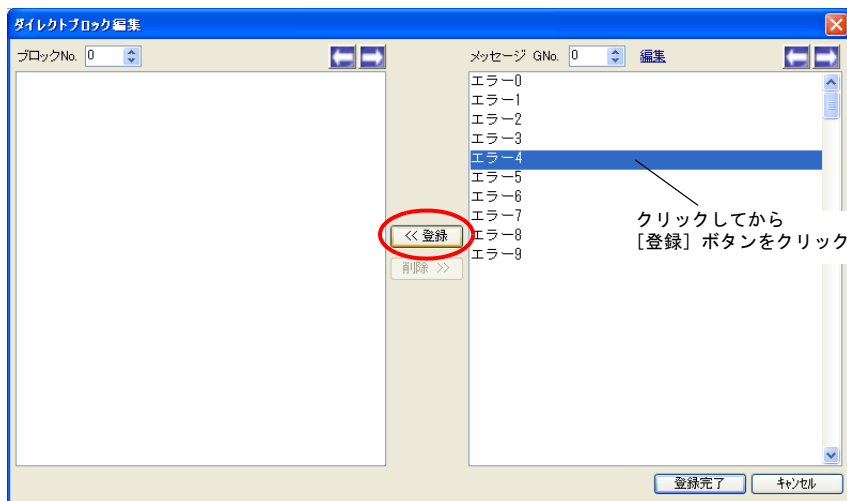 ダイレクトブロック編集
ブロックNo. 0
メッセージ GNo. 0 編集
エラー0
エラー1
エラー2
エラー3
エラー4
エラー5
エラー6
エラー7
エラー8
エラー9
クリックしてから
[登録] ボタンをクリック
<< 登録
削除 >>
登録完了 キャンセル